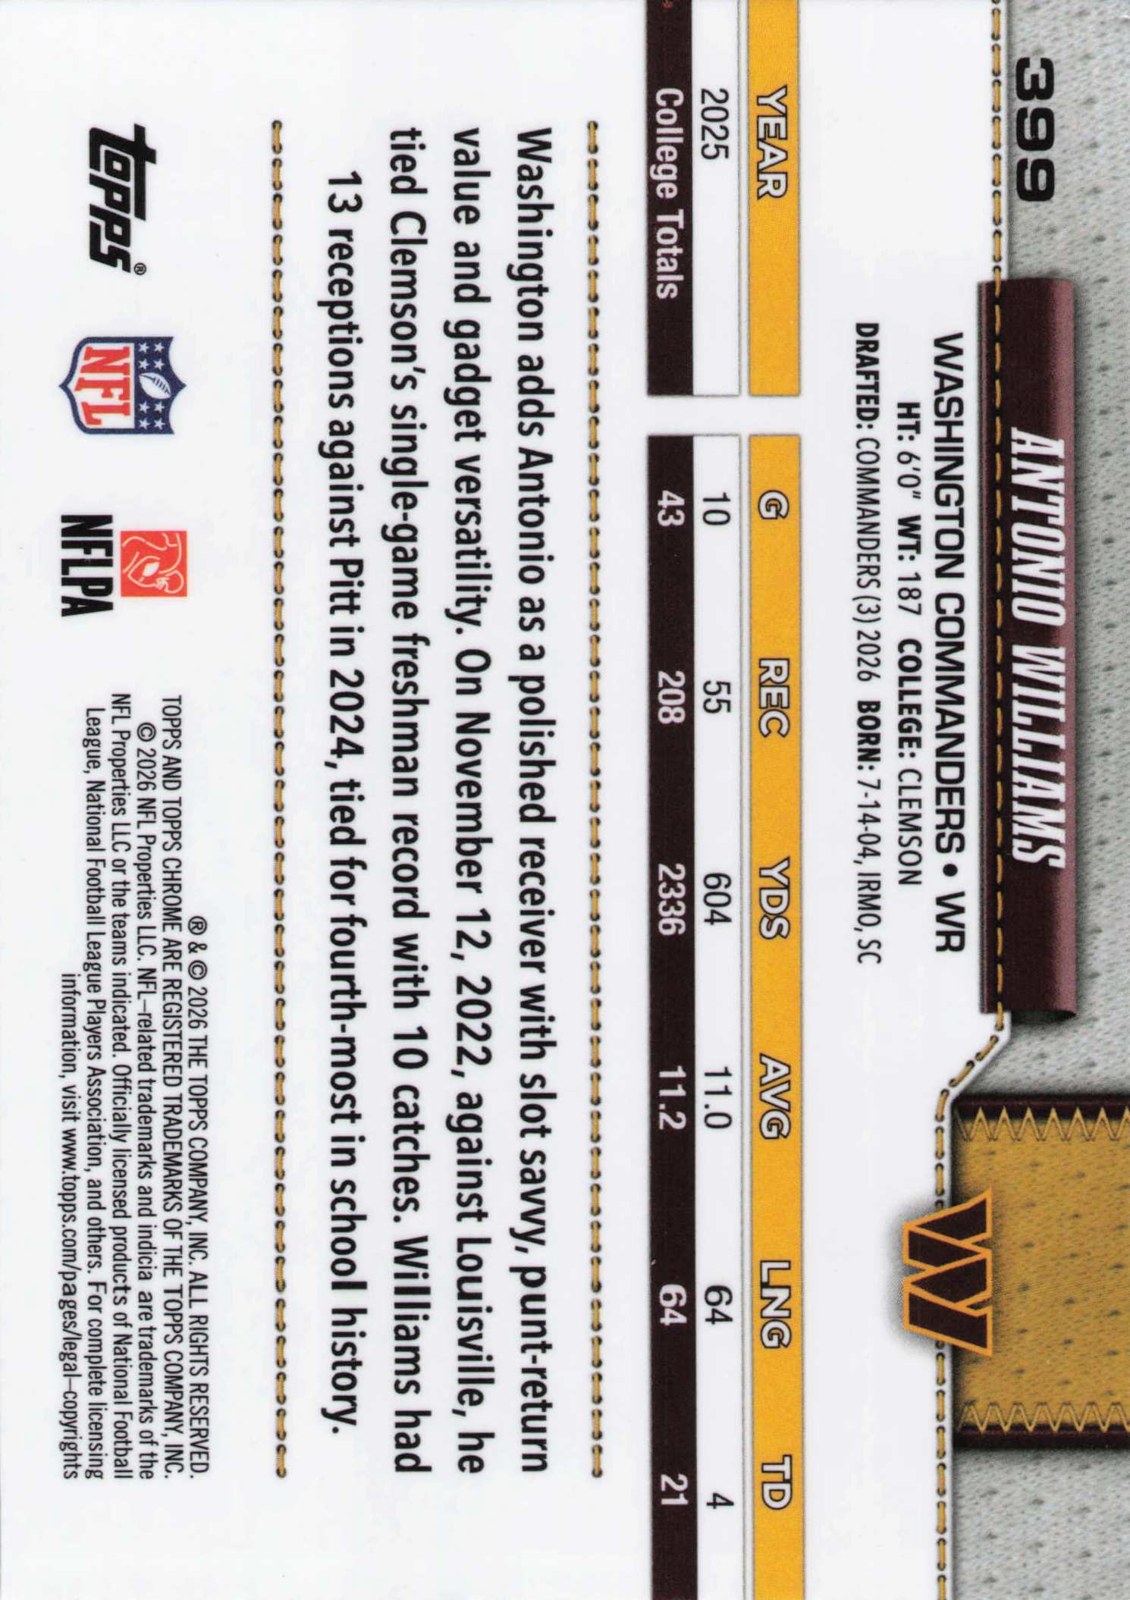 399
ANTONIO WILLIAMS
WASHINGTON COMMANDERS • WR
HT: 6'0" WT: 187 COLLEGE: CLEMSON
DRAFTED: COMMANDERS (3) 2026 BORN: 7-14-04, IRMO, SC
YEAR G REC YDS AVG LNG TD
2025 10 55 604 11.0 64 4
College Totals 43 208 2336 11.2 64 21
Washington adds Antonio as a polished receiver with slot savvy, punt-return
value and gadget versatility. On November 12, 2022, against Louisville, he
tied Clemson's single-game freshman record with 10 catches. Williams had
13 receptions against Pitt in 2024, tied for fourth-most in school history.
topps®
NFL
NFLPA
® & © 2026 THE TOPPS COMPANY, INC. ALL RIGHTS RESERVED.
TOPPS AND TOPPS CHROME ARE REGISTERED TRADEMARKS OF THE TOPPS COMPANY, INC.
© 2026 NFL Properties LLC. NFL-related trademarks and indicia are trademarks of the
NFL Properties LLC or the teams indicated. Officially licensed products of National Football
League, National Football League Players Association, and others. For complete licensing
information, visit www.topps.com/pages/legal-copyrights